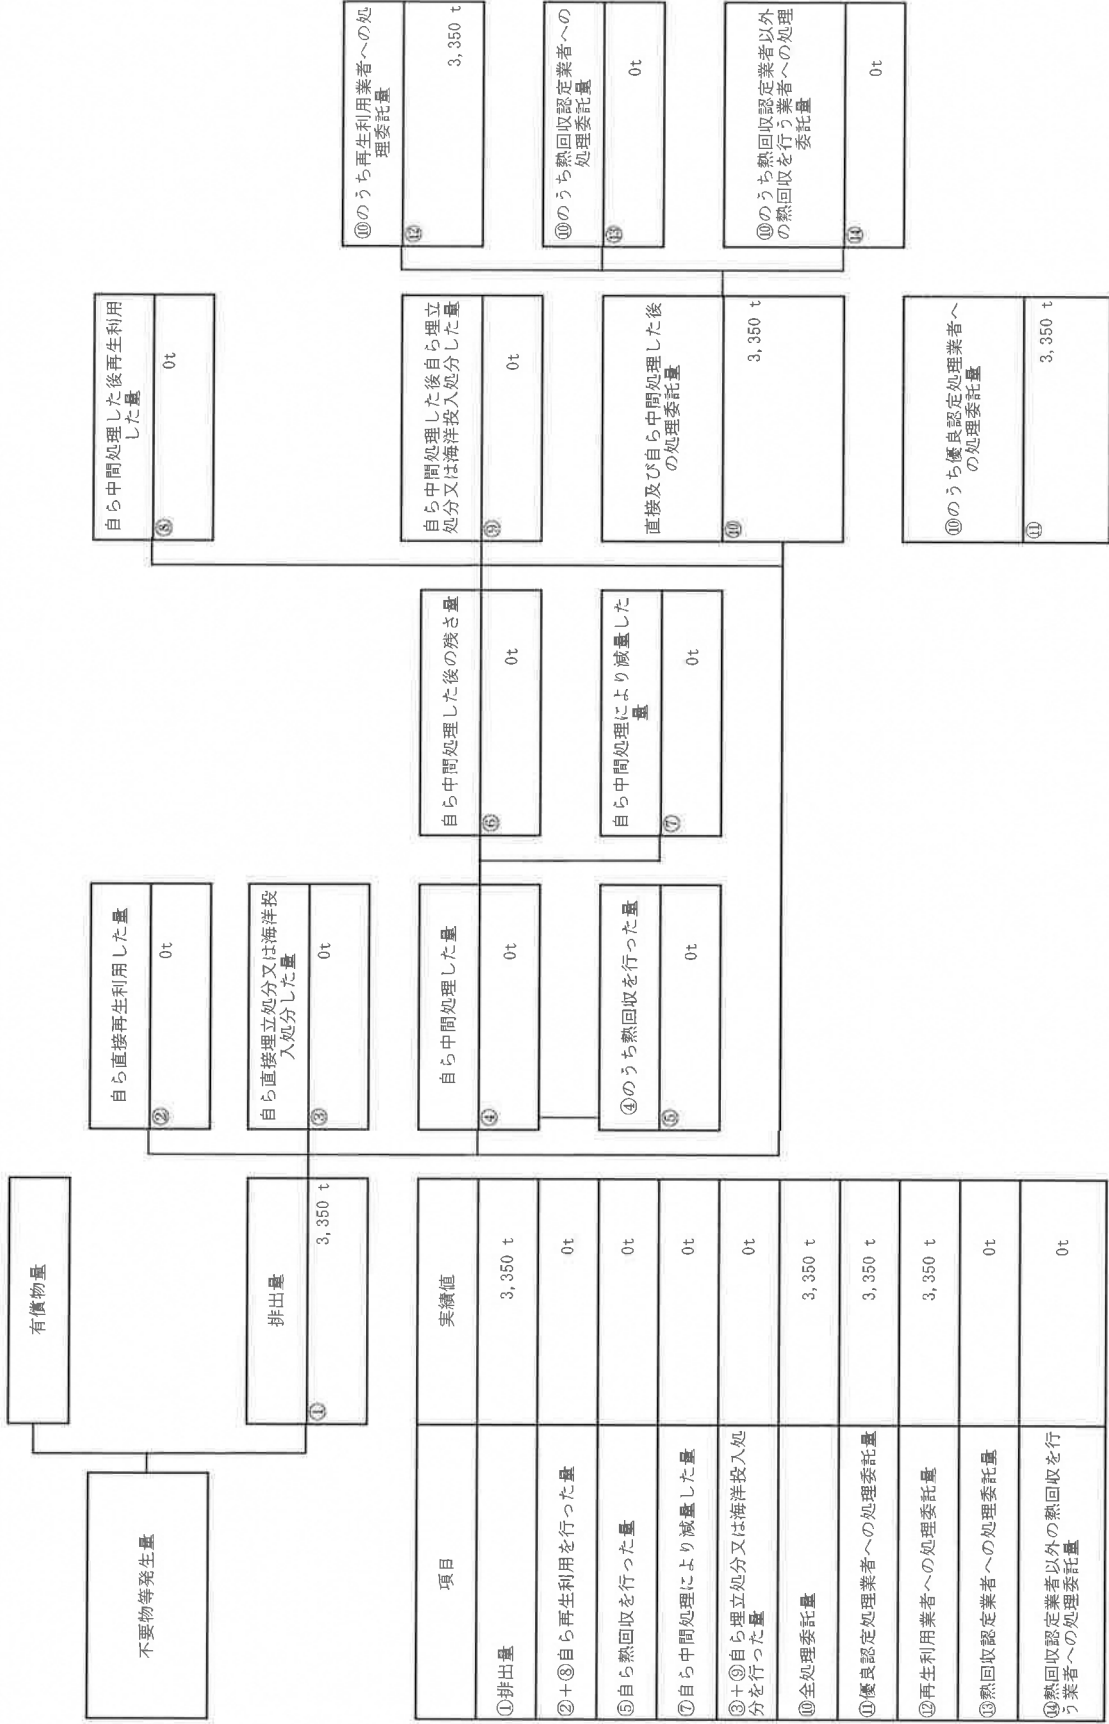 不要物等発生量
有償物量
排出量
①
3,350 t
自ら直接再生利用した量
②
0t
自ら直接埋立処分又は海洋投
入処分した量
③
0t
自ら中間処理した量
④
0t
④のうち熱回収を行った量
⑤
0t
自ら中間処理した後の残さ量
⑥
0t
自ら中間処理により減量した
量
⑦
0t
自ら中間処理した後再生利用
した量
⑧
0t
自ら中間処理した後自ら埋立
処分又は海洋投入処分した量
⑨
0t
直接及び自ら中間処理した後
の処理委託量
⑩
3,350 t
⑩のうち優良認定処理業者へ
の処理委託量
⑪
3,350 t
⑩のうち再生利用業者への処
理委託量
⑫
3,350 t
⑩のうち熱回収認定業者への
処理委託量
⑬
0t
⑩のうち熱回収認定業者以外
の熱回収を行う業者への処理
委託量
⑭
0t
項目 実績値
①排出量 3,350 t
②+⑧自ら再生利用を行った量 0t
⑤自ら熱回収を行った量 0t
⑦自ら中間処理により減量した量 0t
③+⑨自ら埋立処分又は海洋投入処
分を行った量 0t
⑩全処理委託量 3,350 t
⑪優良認定処理業者への処理委託量 3,350 t
⑫再生利用業者への処理委託量 3,350 t
⑬熱回収認定業者への処理委託量 0t
⑭熱回収認定業者以外の熱回収を行
う業者への処理委託量 0t